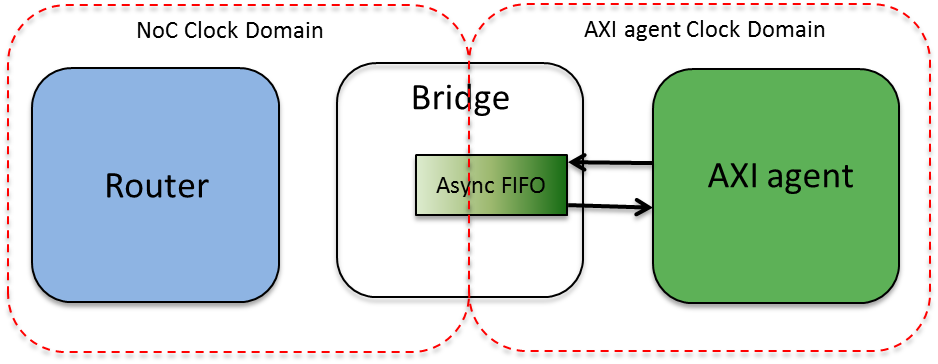 NoC Clock Domain
AXI agent Clock Domain
Bridge
Router
Async FIFO
AXI agent